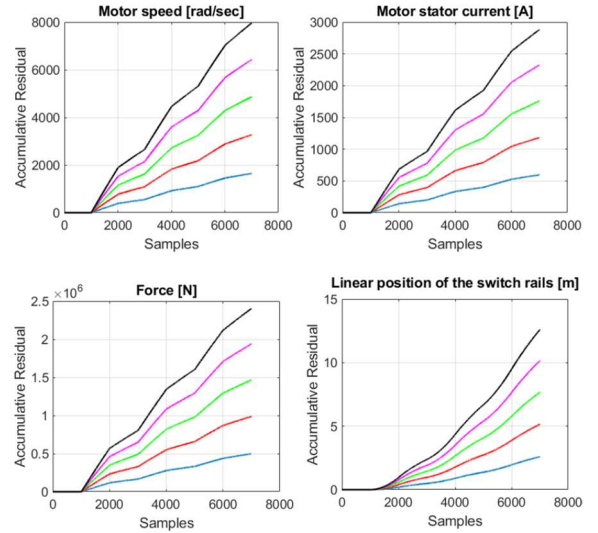 Motor speed [rad/sec]
8000
6000
4000
2000
0
0 2000 4000 6000 8000
Accumulative Residual
Samples
Motor stator current [A]
3000
2500
2000
1500
1000
500
0
0 2000 4000 6000 8000
Accumulative Residual
Samples
Force [N]
×10⁶
2.5
2
1.5
1
0.5
0
0 2000 4000 6000 8000
Accumulative Residual
Samples
Linear position of the switch rails [m]
15
10
5
0
0 2000 4000 6000 8000
Accumulative Residual
Samples